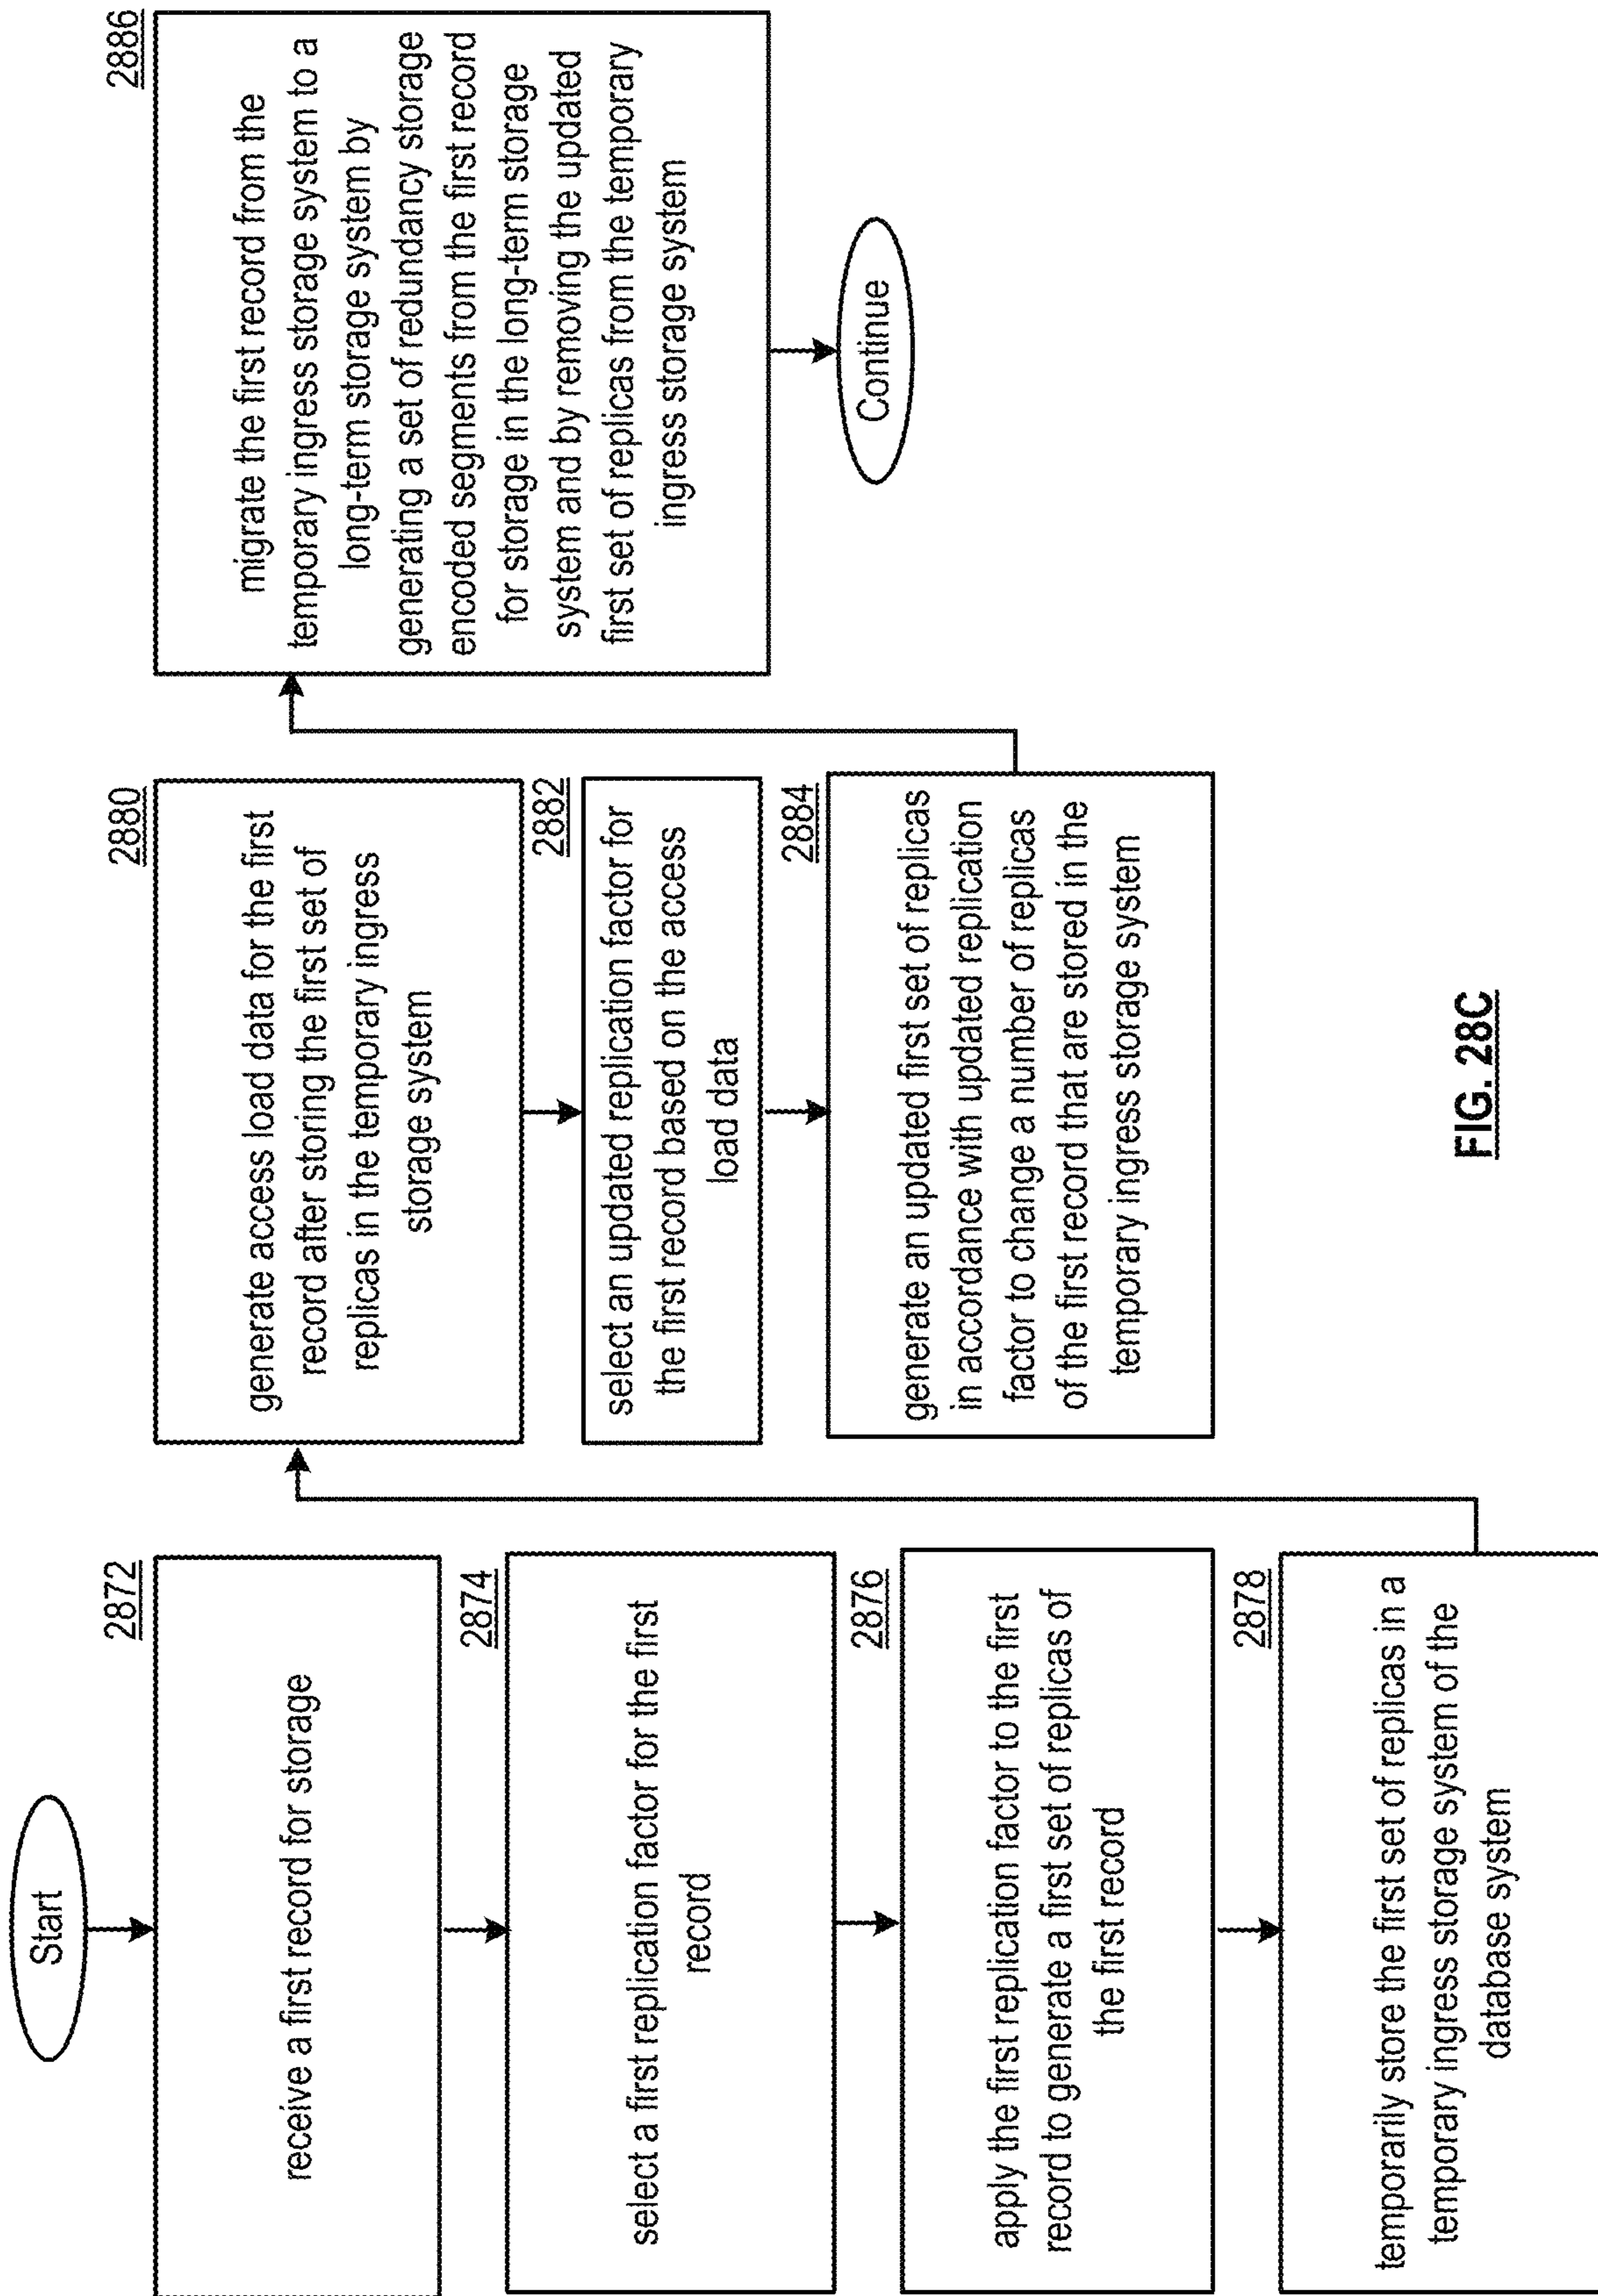 Start
2872
receive a first record for storage
2874
select a first replication factor for the first
record
2876
apply the first replication factor to the first
record to generate a first set of replicas of
the first record
2878
temporarily store the first set of replicas in a
temporary ingress storage system of the
database system
2880
generate access load data for the first
record after storing the first set of
replicas in the temporary ingress
storage system
2882
select an updated replication factor for
the first record based on the access
load data
2884
generate an updated first set of replicas
in accordance with updated replication
factor to change a number of replicas
of the first record that are stored in the
temporary ingress storage system
2886
migrate the first record from the
temporary ingress storage system to a
long-term storage system by
generating a set of redundancy storage
encoded segments from the first record
for storage in the long-term storage
system and by removing the updated
first set of replicas from the temporary
ingress storage system
Continue
FIG. 28C